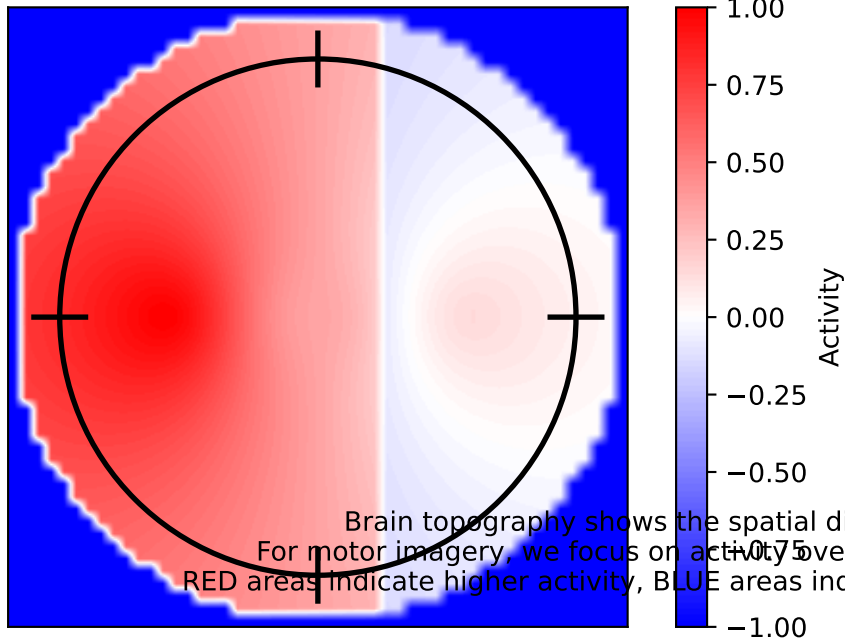 1.00
0.75
0.50
0.25
0.00
−0.25
−0.50
−0.75
−1.00
Activity
Brain topography shows the spatial di
For motor imagery, we focus on activity ove
RED areas indicate higher activity, BLUE areas ind